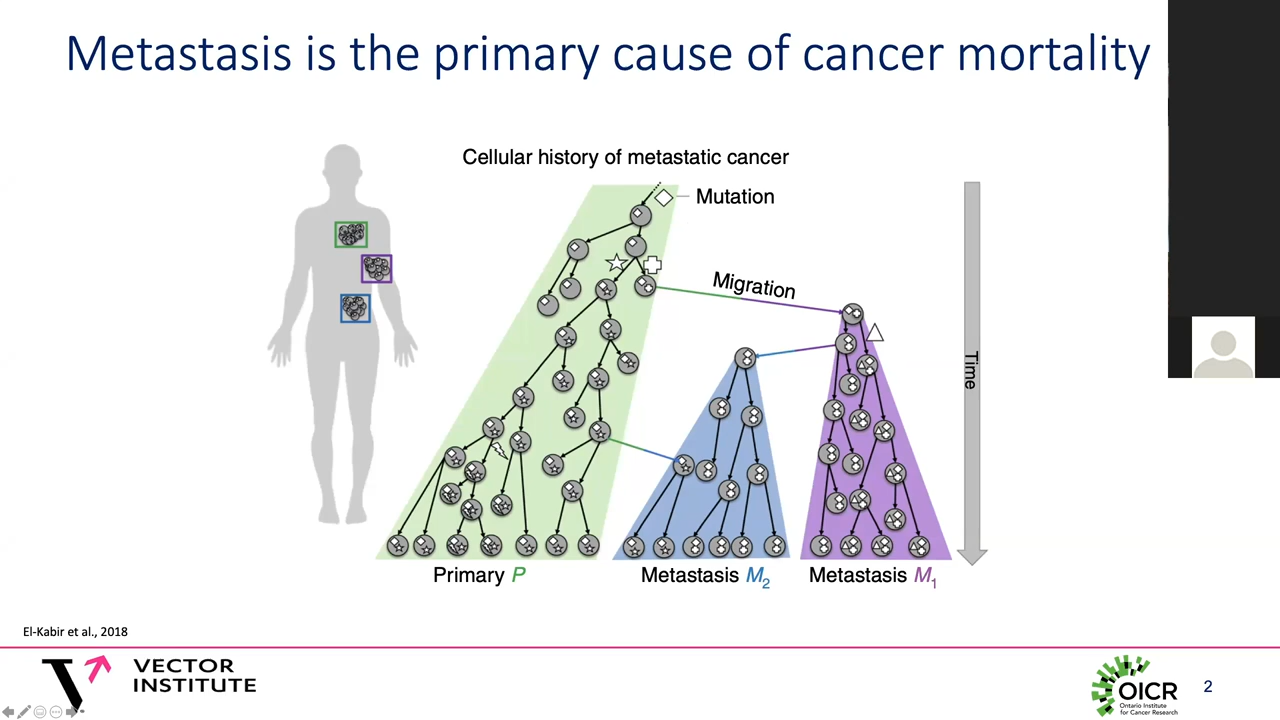 Metastasis is the primary cause of cancer mortality
Cellular history of metastatic cancer
Mutation
Migration
Time
Primary P
Metastasis M2
Metastasis M1
El-Kabir et al., 2018
VECTOR
INSTITUTE
OICR
Ontario Institute
for Cancer Research
2